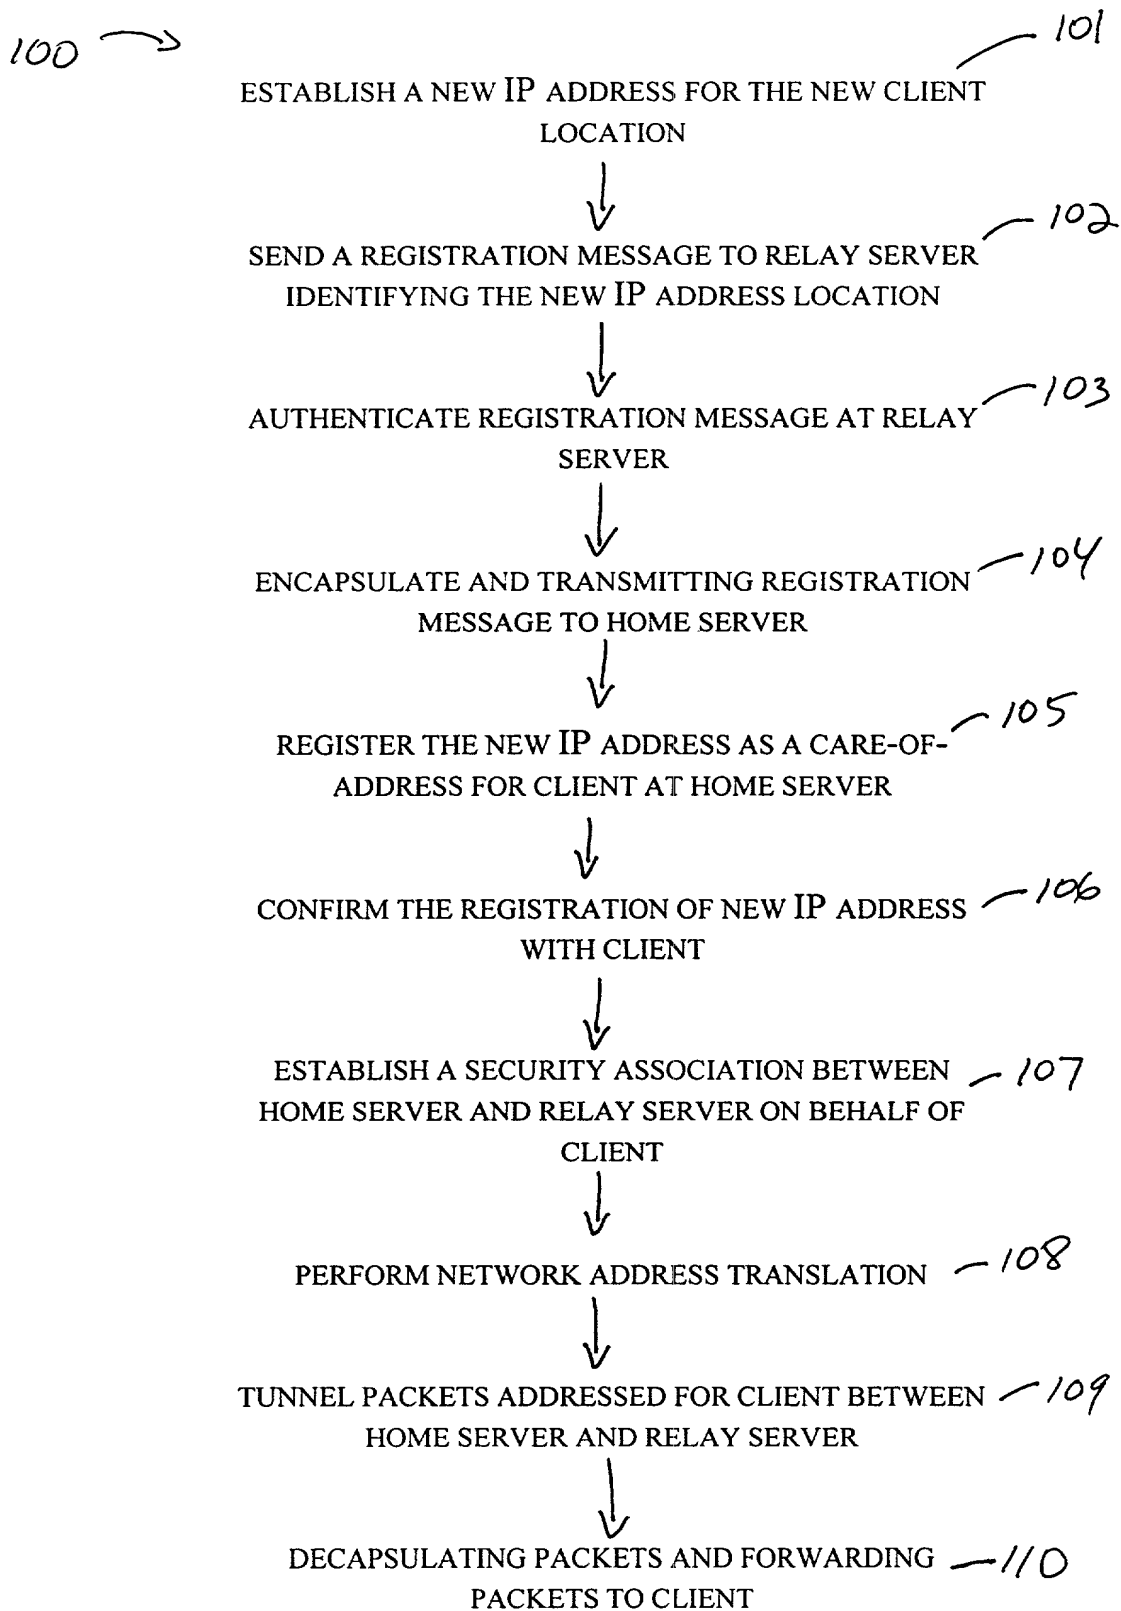 100
101
ESTABLISH A NEW IP ADDRESS FOR THE NEW CLIENT
LOCATION
102
SEND A REGISTRATION MESSAGE TO RELAY SERVER
IDENTIFYING THE NEW IP ADDRESS LOCATION
103
AUTHENTICATE REGISTRATION MESSAGE AT RELAY
SERVER
104
ENCAPSULATE AND TRANSMITTING REGISTRATION
MESSAGE TO HOME SERVER
105
REGISTER THE NEW IP ADDRESS AS A CARE-OF-
ADDRESS FOR CLIENT AT HOME SERVER
106
CONFIRM THE REGISTRATION OF NEW IP ADDRESS
WITH CLIENT
107
ESTABLISH A SECURITY ASSOCIATION BETWEEN
HOME SERVER AND RELAY SERVER ON BEHALF OF
CLIENT
108
PERFORM NETWORK ADDRESS TRANSLATION
109
TUNNEL PACKETS ADDRESSED FOR CLIENT BETWEEN
HOME SERVER AND RELAY SERVER
110
DECAPSULATING PACKETS AND FORWARDING
PACKETS TO CLIENT